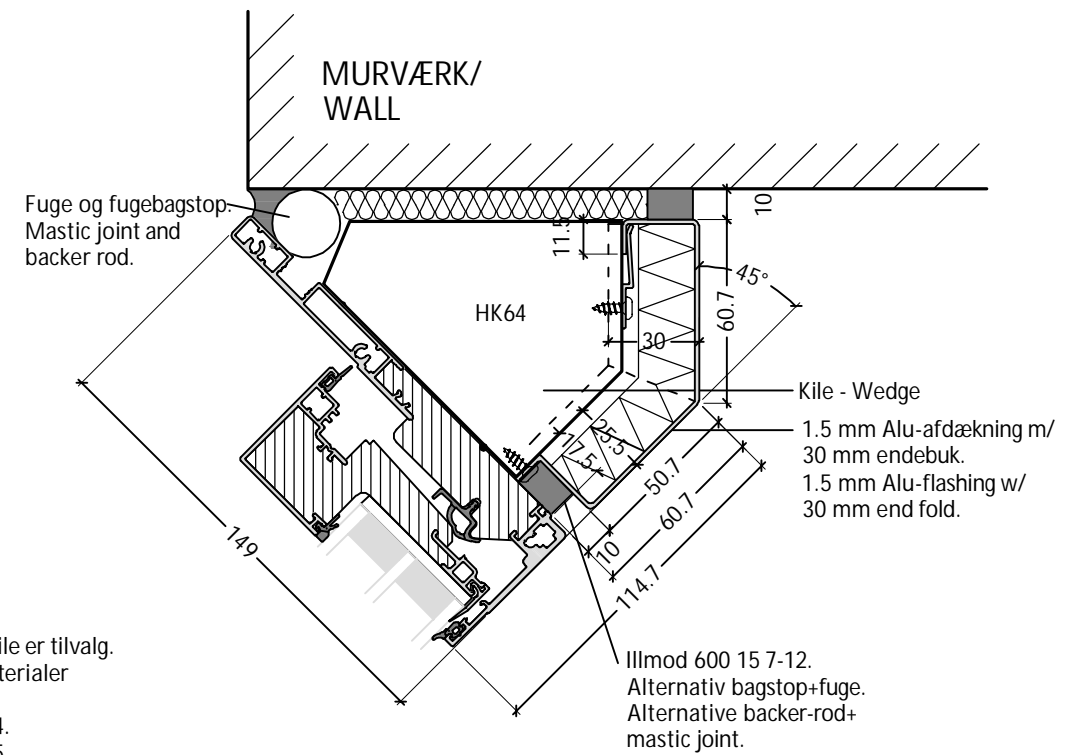 MURVÆRK/
WALL
Fuge og fugebagstop.
Mastic joint and
backer rod.
10
11.5
45°
HK64
60.7
30
Kile - Wedge
1.5 mm Alu-afdækning m/
30 mm endebuk.
1.5 mm Alu-flashing w/
30 mm end fold.
25.5
17.5
50.7
60.7
10
114.7
149
Illmod 600 15 7-12.
Alternativ bagstop+fuge.
Alternative backer-rod+
mastic joint.
er tilvalg.